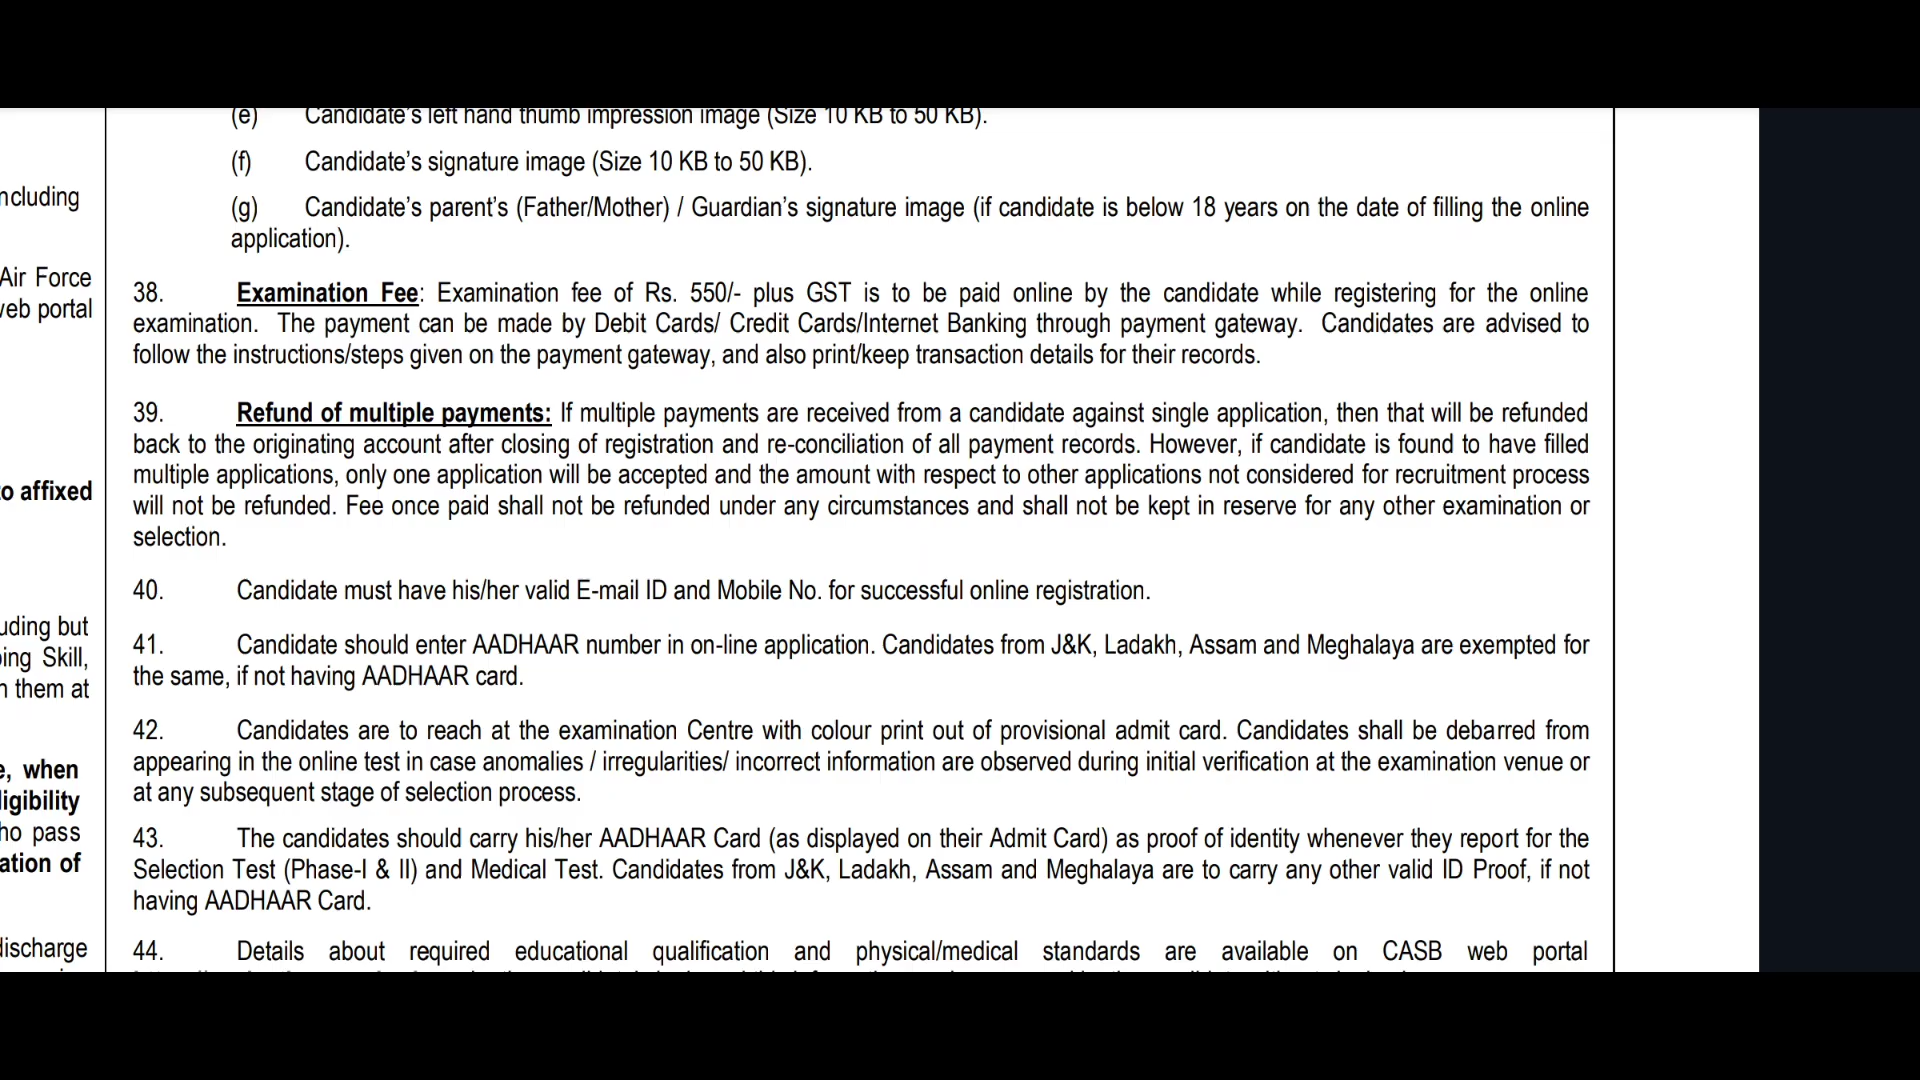 ncluding
Air Force
web portal
to affixed
uding but
ing Skill,
n them at
e, when
ligibility
ho pass
ation of
discharge
(e) Candidate's left hand thumb impression image (Size 10 KB to 50 KB).
(f) Candidate's signature image (Size 10 KB to 50 KB).
(g) Candidate's parent's (Father/Mother) / Guardian's signature image (if candidate is below 18 years on the date of filling the online
application).
38. Examination Fee: Examination fee of Rs. 550/- plus GST is to be paid online by the candidate while registering for the online
examination. The payment can be made by Debit Cards/ Credit Cards/Internet Banking through payment gateway. Candidates are advised to
follow the instructions/steps given on the payment gateway, and also print/keep transaction details for their records.
39. Refund of multiple payments: If multiple payments are received from a candidate against single application, then that will be refunded
back to the originating account after closing of registration and re-conciliation of all payment records. However, if candidate is found to have filled
multiple applications, only one application will be accepted and the amount with respect to other applications not considered for recruitment process
will not be refunded. Fee once paid shall not be refunded under any circumstances and shall not be kept in reserve for any other examination or
selection.
40. Candidate must have his/her valid E-mail ID and Mobile No. for successful online registration.
41. Candidate should enter AADHAAR number in on-line application. Candidates from J&K, Ladakh, Assam and Meghalaya are exempted for
the same, if not having AADHAAR card.
42. Candidates are to reach at the examination Centre with colour print out of provisional admit card. Candidates shall be debarred from
appearing in the online test in case anomalies / irregularities/ incorrect information are observed during initial verification at the examination venue or
at any subsequent stage of selection process.
43. The candidates should carry his/her AADHAAR Card (as displayed on their Admit Card) as proof of identity whenever they report for the
Selection Test (Phase-I & II) and Medical Test. Candidates from J&K, Ladakh, Assam and Meghalaya are to carry any other valid ID Proof, if not
having AADHAAR Card.
44. Details about required educational qualification and physical/medical standards are available on CASB web portal